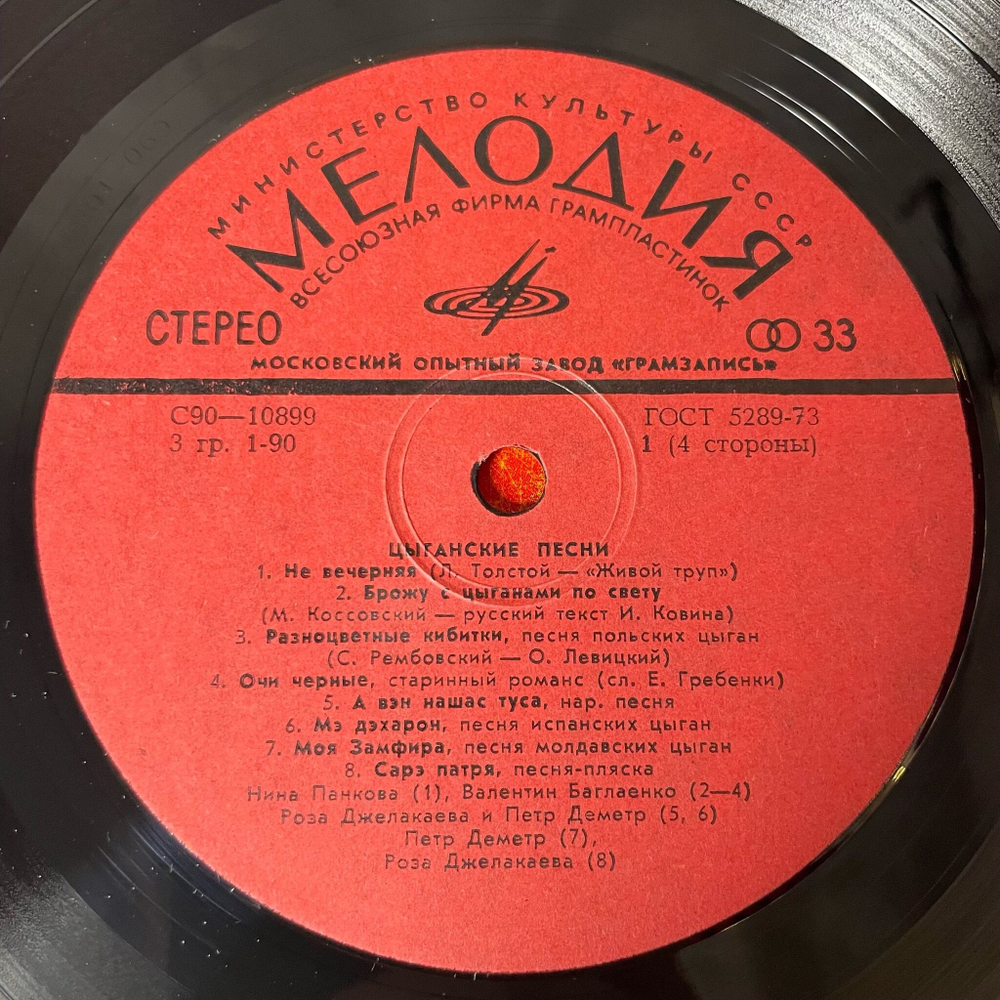 МИНИСТЕРСТВО КУЛЬТУРЫ СССР
МЕЛОДИЯ
ВСЕСОЮЗНАЯ ФИРМА ГРАМПЛАСТИНОК
СТЕРЕО
33
МОСКОВСКИЙ ОПЫТНЫЙ ЗАВОД «ГРАМЗАПИСЬ»
С90—10899
ГОСТ 5289-73
3 гр. 1-90
1 (4 стороны)
ЦЫГАНСКИЕ ПЕСНИ
1. Не вечерняя (Л. Толстой — «Живой труп»)
2. Брожу с цыганами по свету
(М. Коссовский — русский текст И. Ковина)
3. Разноцветные кибитки, песня польских цыган
(С. Рембовский — О. Левицкий)
4. Очи черные, старинный романс (сл. Е. Гребенки)
5. А вэн нашас туса, нар. песня
6. Мэ дэхарон, песня испанских цыган
7. Моя Замфира, песня молдавских цыган
8. Сарэ патря, песня-пляска
Нина Панкова (1), Валентин Баглаенко (2—4)
Роза Джелакаева и Петр Деметр (5, 6)
Петр Деметр (7),
Роза Джелакаева (8)